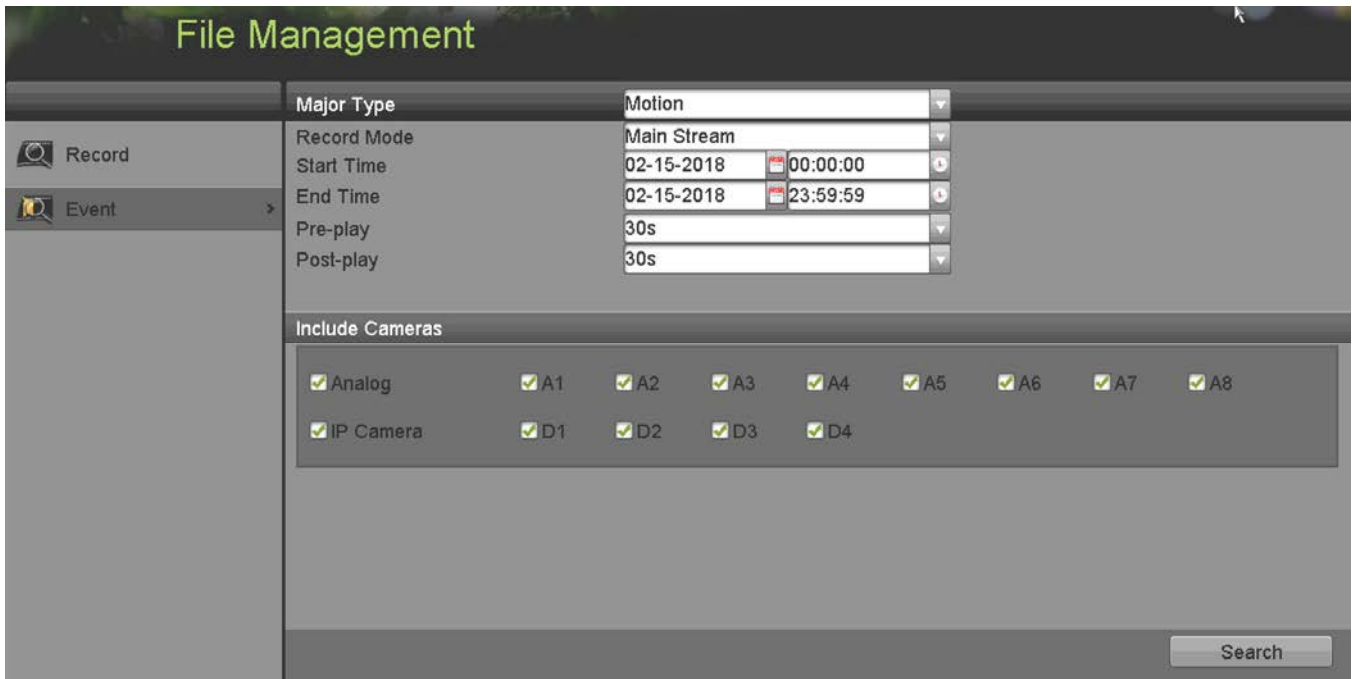 File Management
Record
Event
Major Type Motion
Record Mode Main Stream
Start Time 02-15-2018 00:00:00
End Time 02-15-2018 23:59:59
Pre-play 30s
Post-play 30s
Include Cameras
Analog A1 A2 A3 A4 A5 A6 A7 A8
IP Camera D1 D2 D3 D4
Search